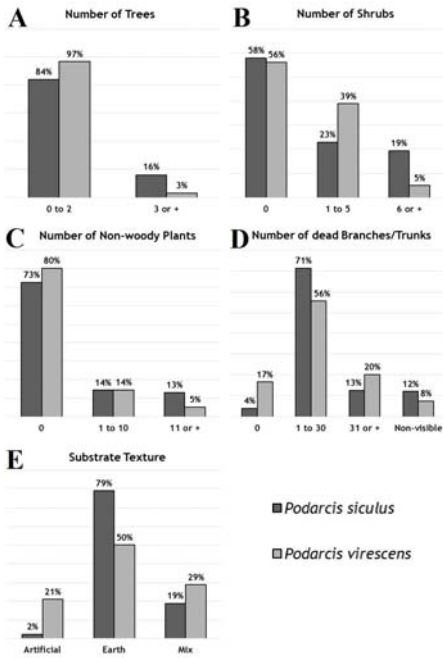 A
Number of Trees
84%
97%
16%
3%
0 to 2
3 or +
B
Number of Shrubs
58%
56%
23%
39%
19%
5%
0
1 to 5
6 or +
C
Number of Non-woody Plants
73%
80%
14%
14%
13%
5%
0
1 to 10
11 or +
D
Number of dead Branches/Trunks
4%
17%
71%
56%
13%
20%
12%
8%
0
1 to 30
31 or +
Non-visible
E
Substrate Texture
2%
21%
79%
50%
19%
29%
Artificial
Earth
Mix
Podarcis siculus
Podarcis virescens